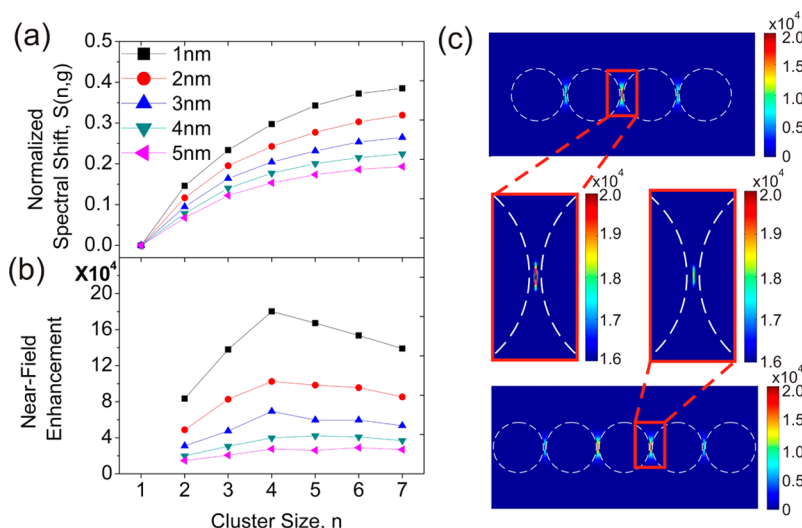 (a)
0.5
0.4
0.3
0.2
0.1
0.0
Normalized
Spectral Shift, S(n,g)
1nm
2nm
3nm
4nm
5nm
(b)
X10⁴
16
12
8
4
0
Near-Field
Enhancement
1 2 3 4 5 6 7
Cluster Size, n
(c)
x10⁴
2.0
1.5
1.0
0.5
0
x10⁴
2.0
1.9
1.8
1.7
1.6
x10⁴
2.0
1.9
1.8
1.7
1.6
x10⁴
2.0
1.5
1.0
0.5
0